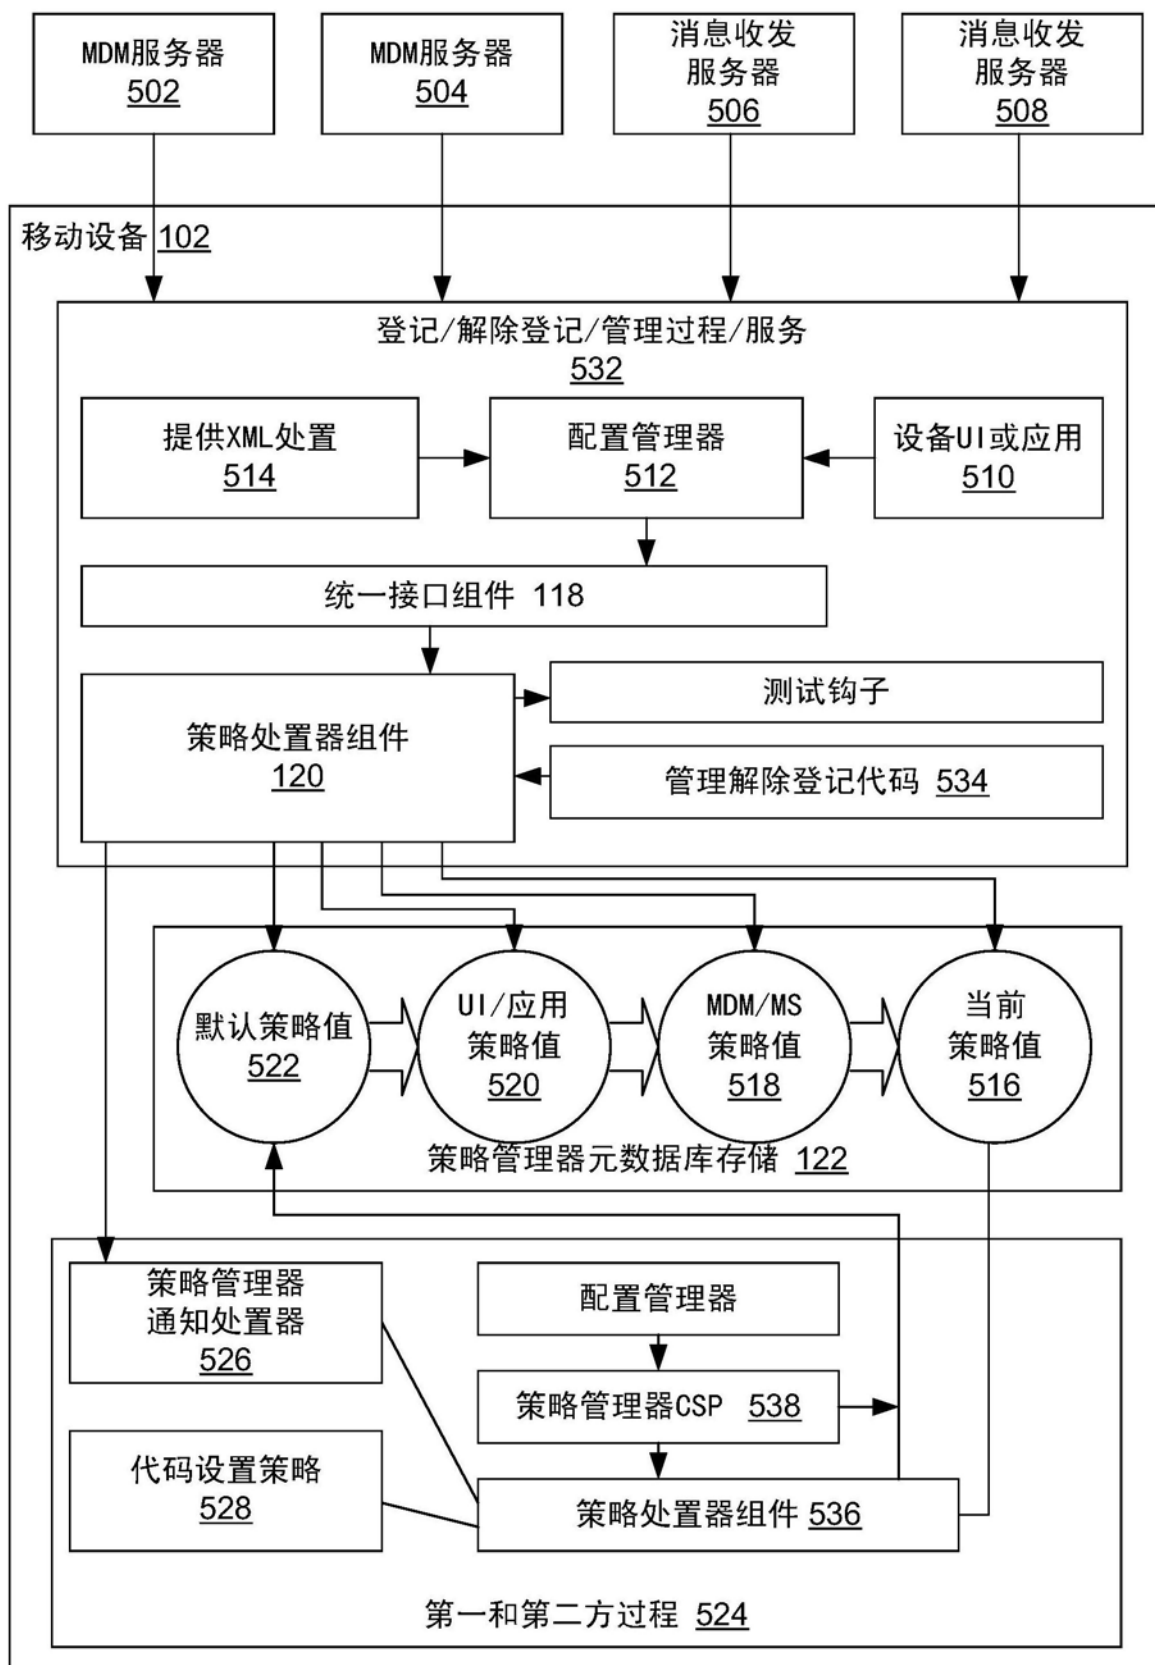 MDM服务器
502
MDM服务器
504
消息收发
服务器
506
消息收发
服务器
508
移动设备 102
登记/解除登记/管理过程/服务
532
提供XML处置
514
配置管理器
512
设备UI或应用
510
统一接口组件 118
策略处置器组件
120
测试钩子
管理解除登记代码 534
默认策略值
522
UI/应用
策略值
520
MDM/MS
策略值
518
当前
策略值
516
策略管理器元数据库存储 122
策略管理器
通知处置器
526
配置管理器
策略管理器CSP 538
代码设置策略
528
策略处置器组件 536
第一和第二方过程 524